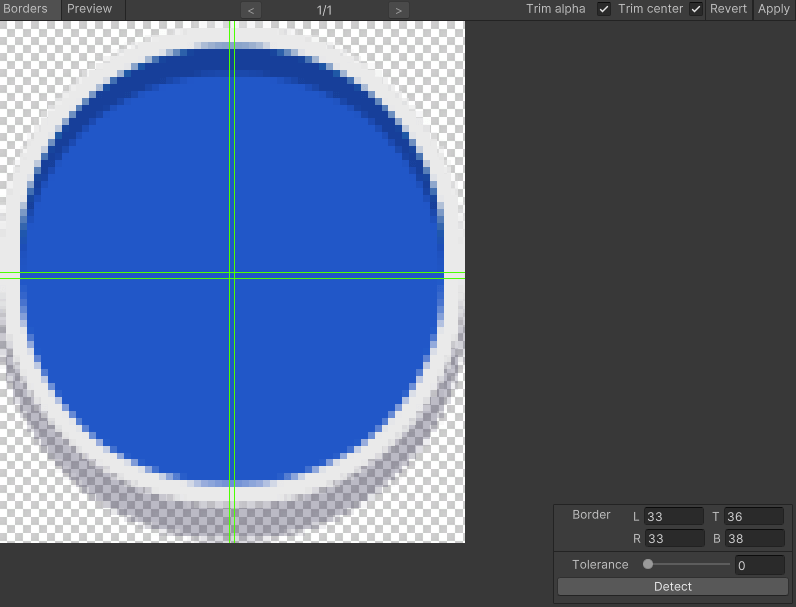 Borders Preview < 1/1 > Trim alpha Trim center Revert Apply
Border L 33 T 36
R 33 B 38
Tolerance 0
Detect